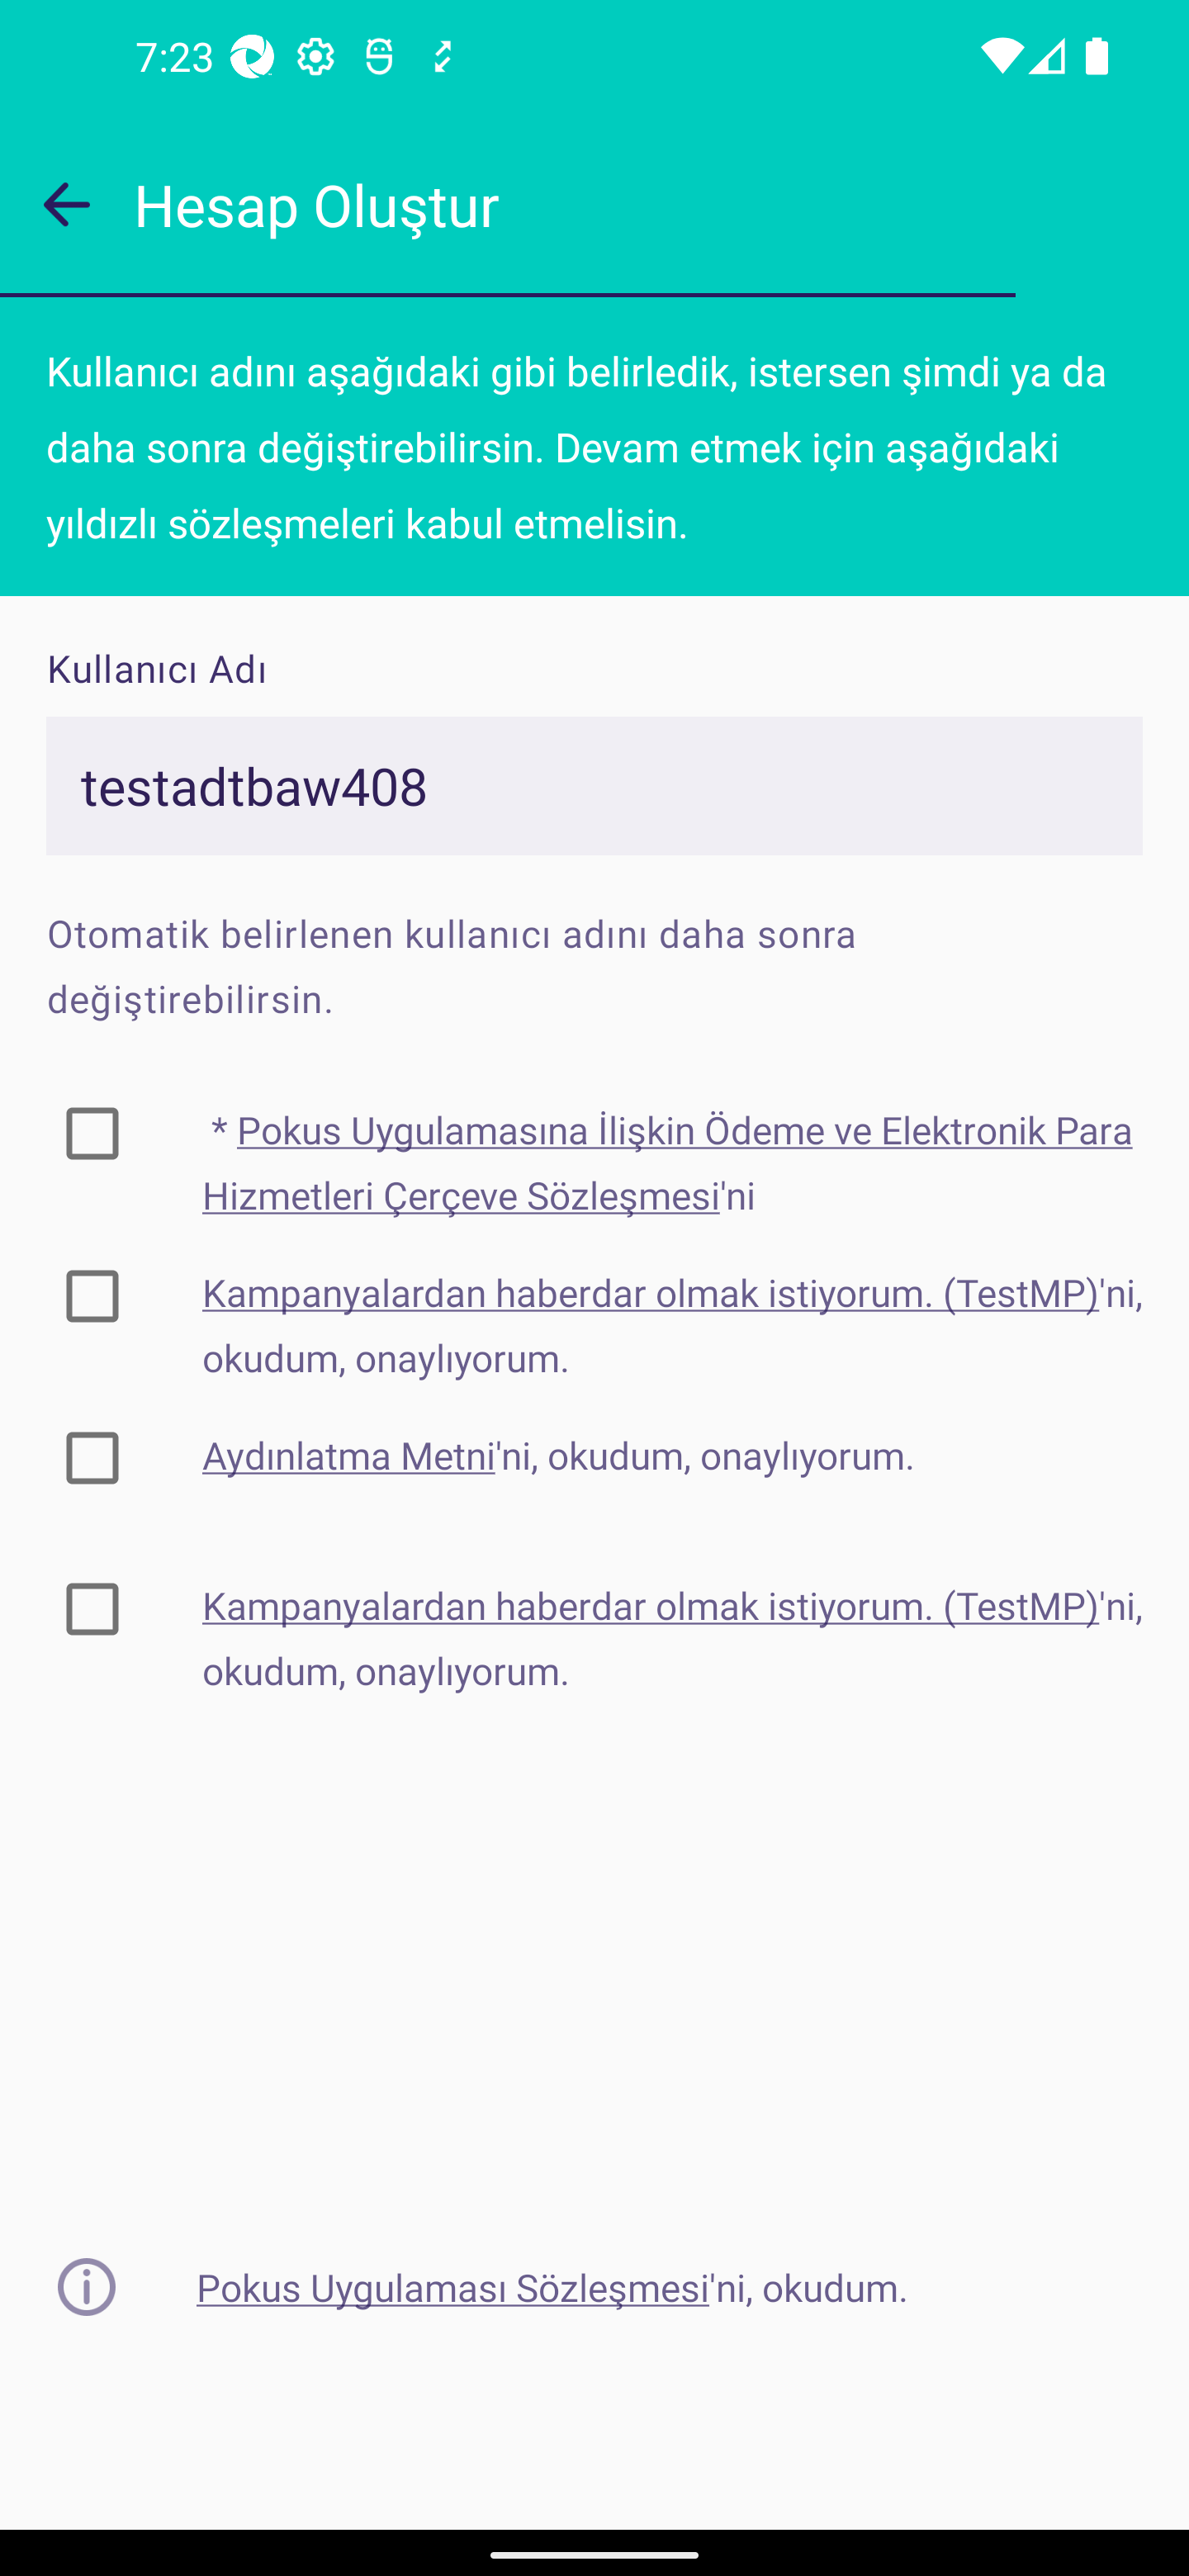 7:23
Hesap Oluştur
Kullanıcı adını aşağıdaki gibi belirledik, istersen şimdi ya da
daha sonra değiştirebilirsin. Devam etmek için aşağıdaki
yıldızlı sözleşmeleri kabul etmelisin.
Kullanıcı Adı
testadtbaw408
Otomatik belirlenen kullanıcı adını daha sonra
değiştirebilirsin.
* Pokus Uygulamasına İlişkin Ödeme ve Elektronik Para
Hizmetleri Çerçeve Sözleşmesi'ni
Kampanyalardan haberdar olmak istiyorum. (TestMP)'ni,
okudum, onaylıyorum.
Aydınlatma Metni'ni, okudum, onaylıyorum.
Kampanyalardan haberdar olmak istiyorum. (TestMP)'ni,
okudum, onaylıyorum.
Pokus Uygulaması Sözleşmesi'ni, okudum.